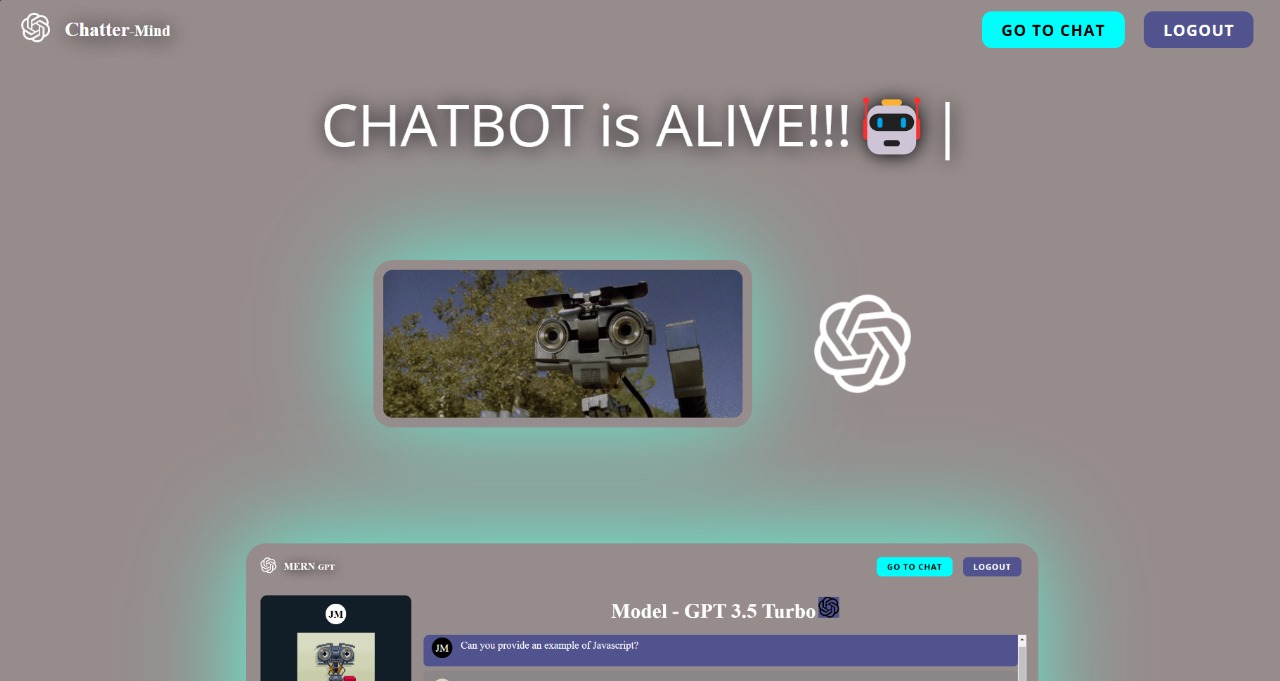 Chatter-Mind
GO TO CHAT
LOGOUT
CHATBOT is ALIVE!!!🤖 |
MERN GPT
GO TO CHAT
LOGOUT
JM
Model - GPT 3.5 Turbo
JM Can you provide an example of Javascript?